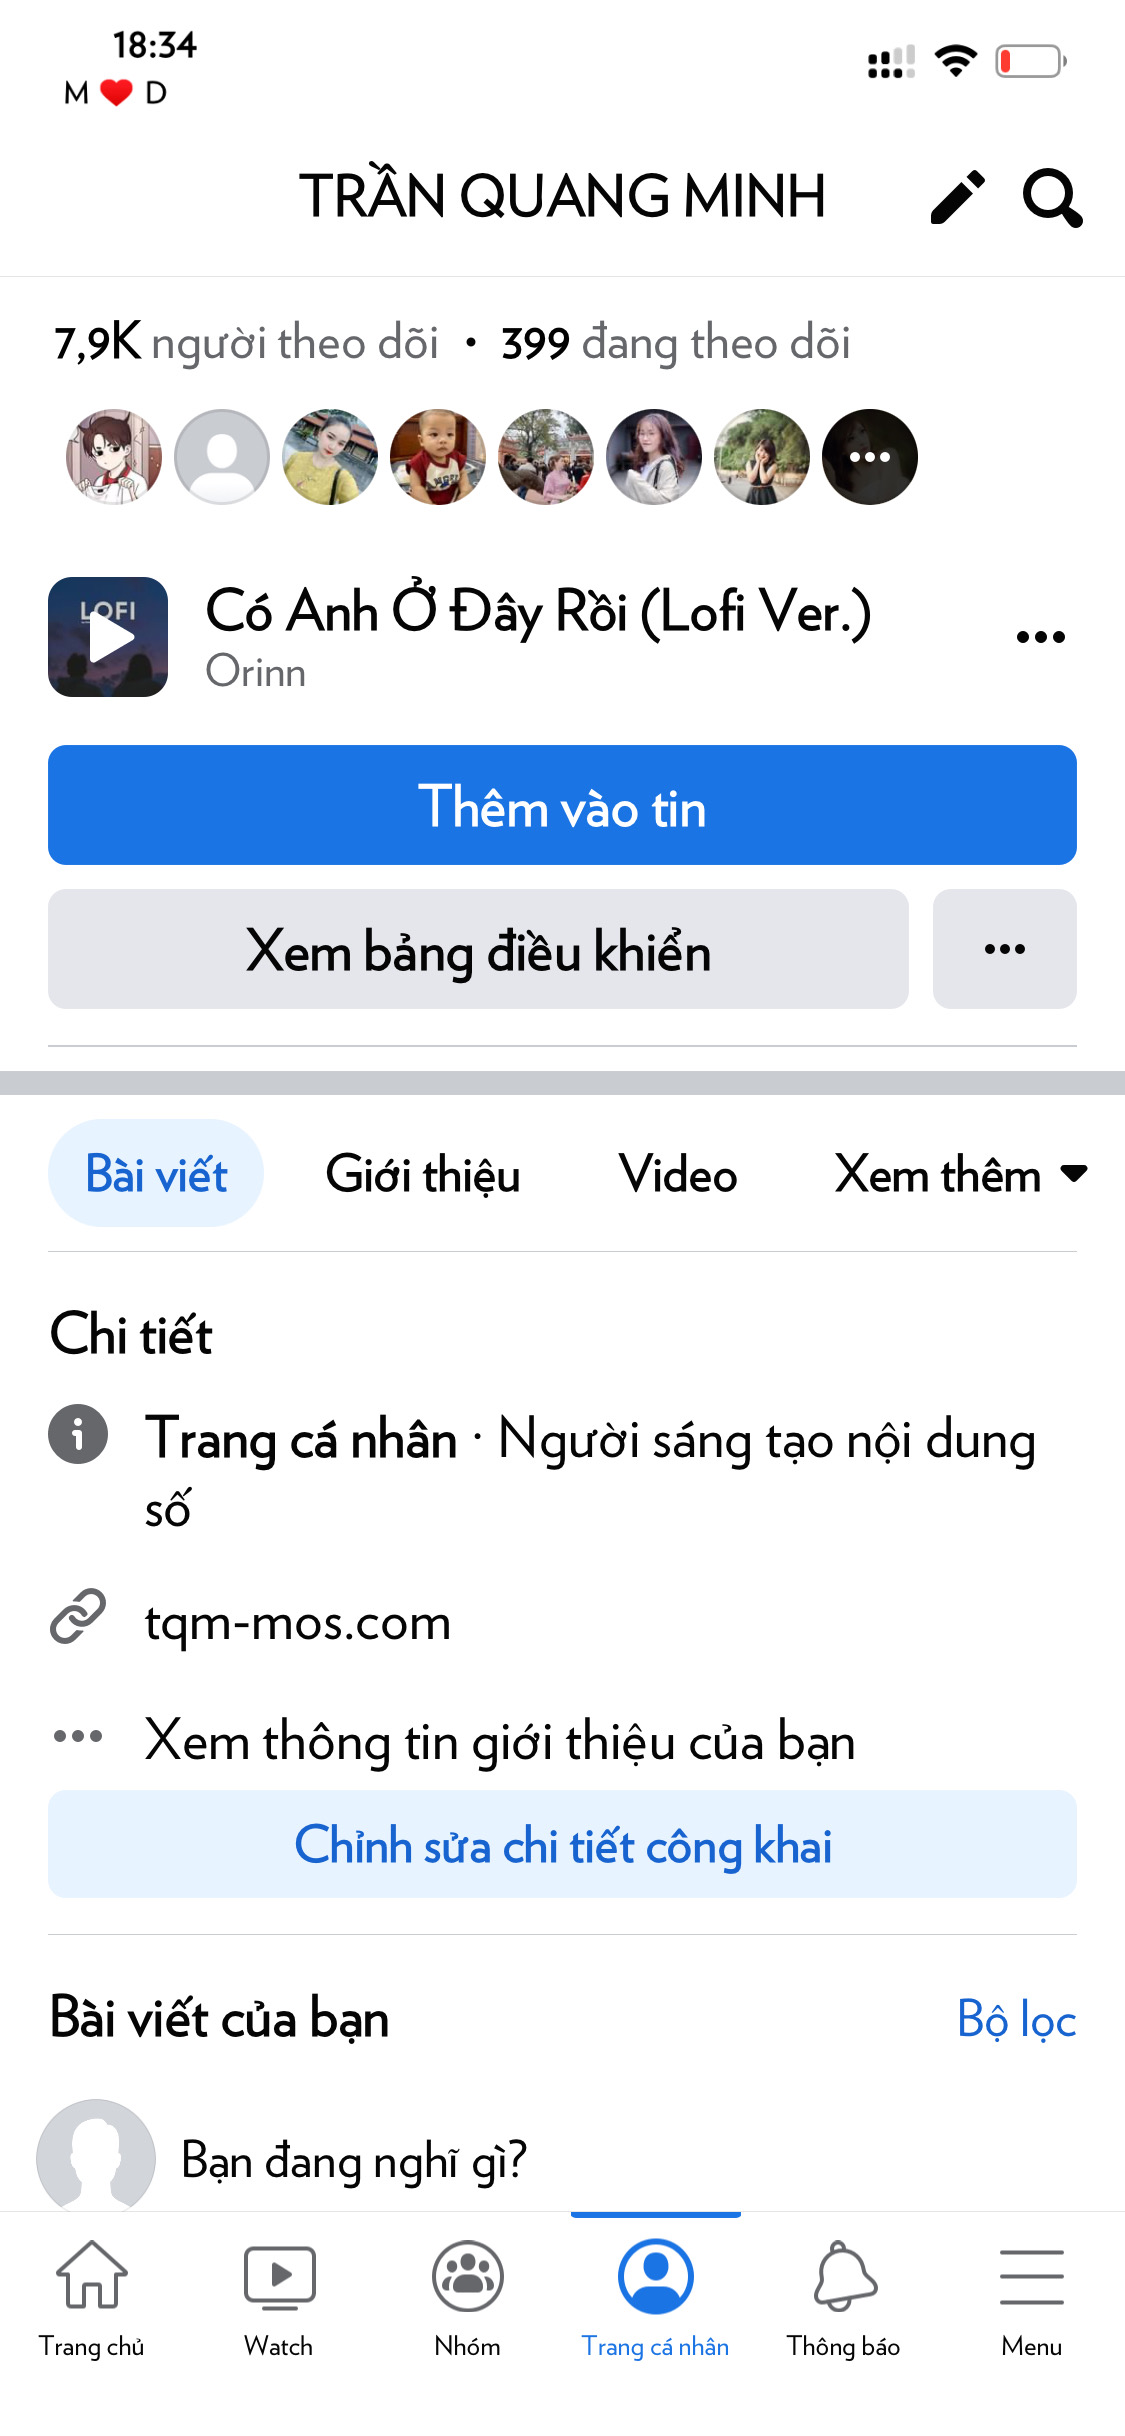 18:34
M ❤️ D
TRẦN QUANG MINH
7,9K người theo dõi • 399 đang theo dõi
LOFI
Có Anh Ở Đây Rồi (Lofi Ver.)
Orinn
Thêm vào tin
Xem bảng điều khiển
Bài viết Giới thiệu Video Xem thêm
Chi tiết
Trang cá nhân · Người sáng tạo nội dung
số
tqm-mos.com
Xem thông tin giới thiệu của bạn
Chỉnh sửa chi tiết công khai
Bài viết của bạn Bộ lọc
Bạn đang nghĩ gì?
Trang chủ Watch Nhóm Trang cá nhân Thông báo Menu